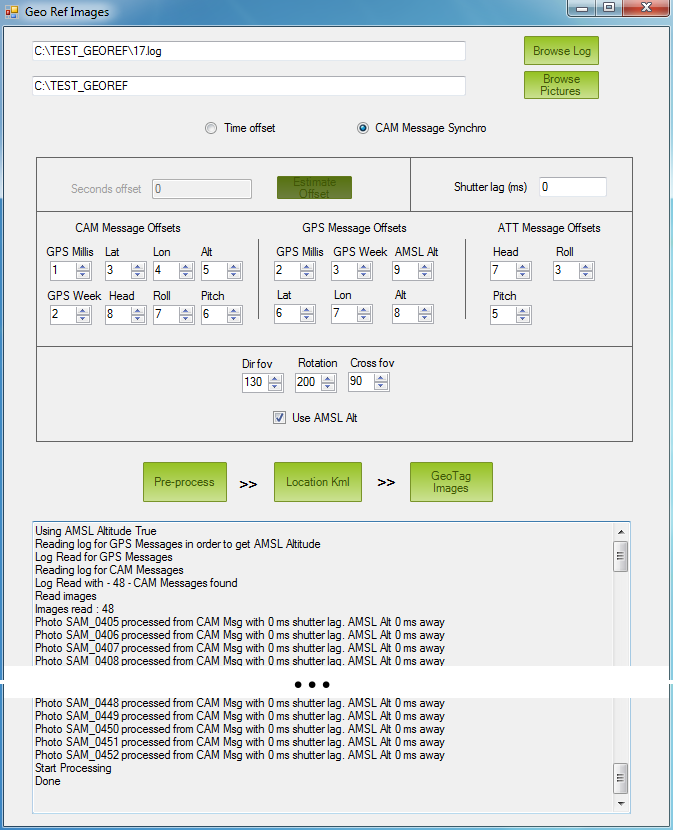 Geo Ref Images
C:\TEST_GEOREF\17.log
Browse Log
C:\TEST_GEOREF
Browse
Pictures
Time offset
CAM Message Synchro
Seconds offset
0
Estimate
Offset
Shutter lag (ms)
0
CAM Message Offsets
GPS Millis Lat Lon Alt
1 3 4 5
GPS Week Head Roll Pitch
2 8 7 6
GPS Message Offsets
GPS Millis GPS Week AMSL Alt
2 3 9
Lat Lon Alt
6 7 8
ATT Message Offsets
Head Roll
7 3
Pitch
5
Dir fov Rotation Cross fov
130 200 90
Use AMSL Alt
Pre-process
>>
Location Kml
>>
GeoTag
Images
Using AMSL Altitude True
Reading log for GPS Messages in order to get AMSL Altitude
Log Read for GPS Messages
Reading log for CAM Messages
Log Read with - 48 - CAM Messages found
Read images
Images read : 48
Photo SAM_0405 processed from CAM Msg with 0 ms shutter lag. AMSL Alt 0 ms away
Photo SAM_0406 processed from CAM Msg with 0 ms shutter lag. AMSL Alt 0 ms away
Photo SAM_0407 processed from CAM Msg with 0 ms shutter lag. AMSL Alt 0 ms away
Photo SAM_0408 processed from CAM Msg with 0 ms shutter lag. AMSL Alt 0 ms away
•••
Photo SAM_0448 processed from CAM Msg with 0 ms shutter lag. AMSL Alt 0 ms away
Photo SAM_0449 processed from CAM Msg with 0 ms shutter lag. AMSL Alt 0 ms away
Photo SAM_0450 processed from CAM Msg with 0 ms shutter lag. AMSL Alt 0 ms away
Photo SAM_0451 processed from CAM Msg with 0 ms shutter lag. AMSL Alt 0 ms away
Photo SAM_0452 processed from CAM Msg with 0 ms shutter lag. AMSL Alt 0 ms away
Start Processing
Done